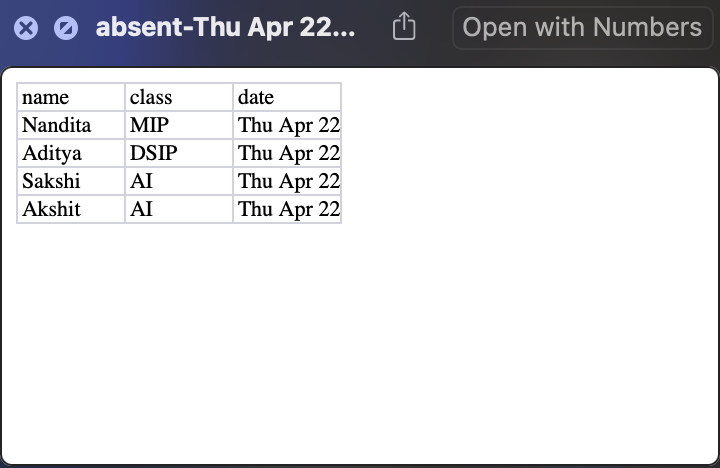 absent-Thu Apr 22... Open with Numbers
name class date
Nandita MIP Thu Apr 22
Aditya DSIP Thu Apr 22
Sakshi AI Thu Apr 22
Akshit AI Thu Apr 22